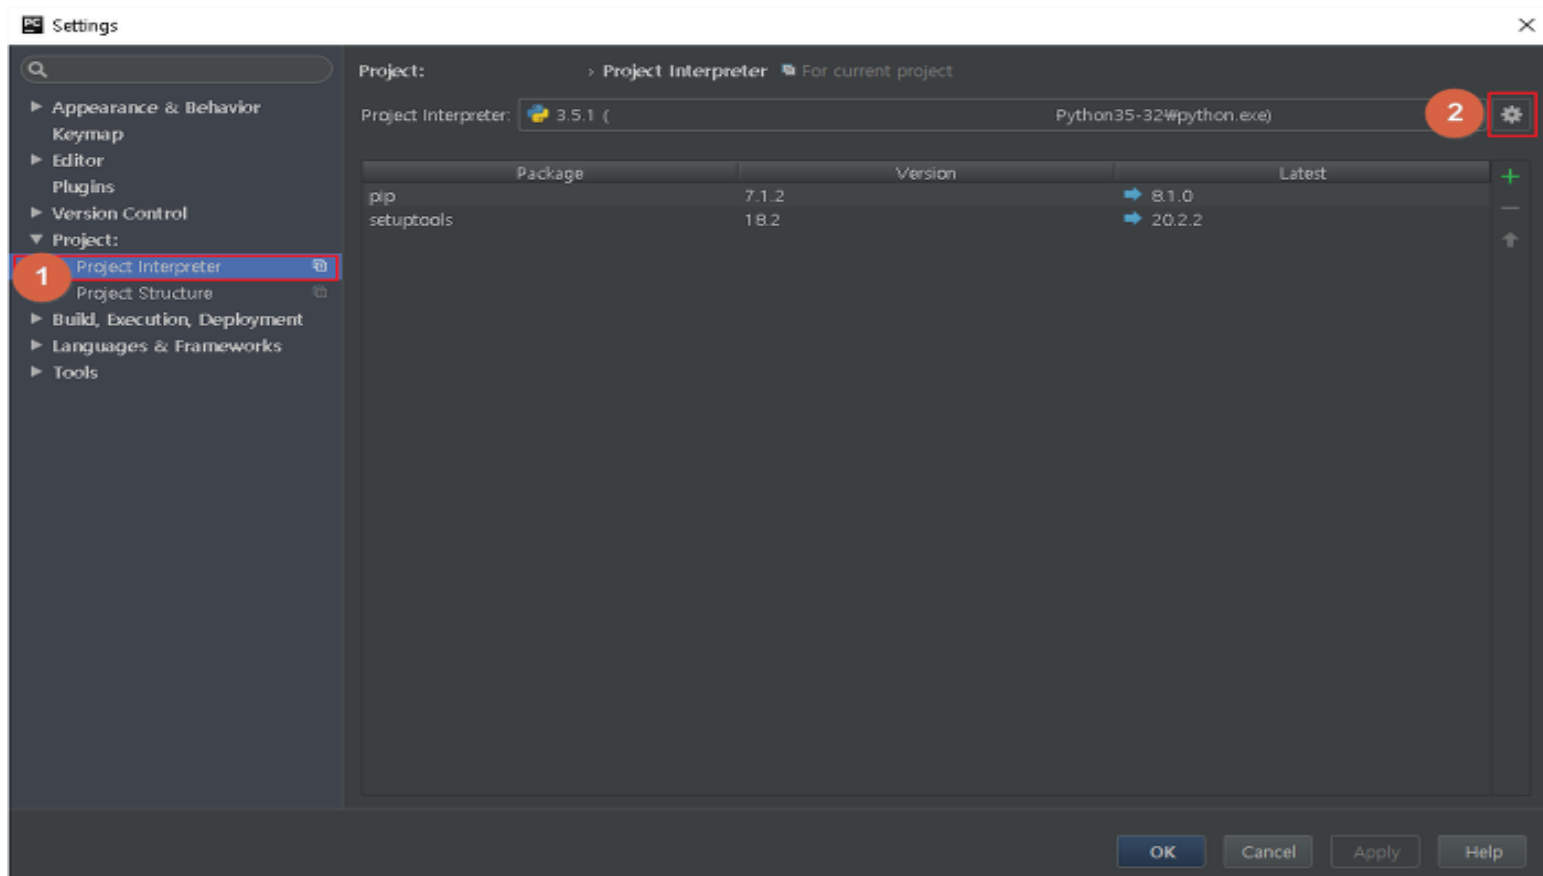 PC Settings
Project: › Project Interpreter For current project
Appearance & Behavior
Project Interpreter: 3.5.1 ( Python35-32₩python.exe) 2
Keymap
Editor
Package Version Latest
Plugins
pip 7.1.2 8.1.0
Version Control
setuptools 18.2 20.2.2
Project:
1 Project Interpreter
Project Structure
Build, Execution, Deployment
Languages & Frameworks
Tools
OK Cancel Apply Help